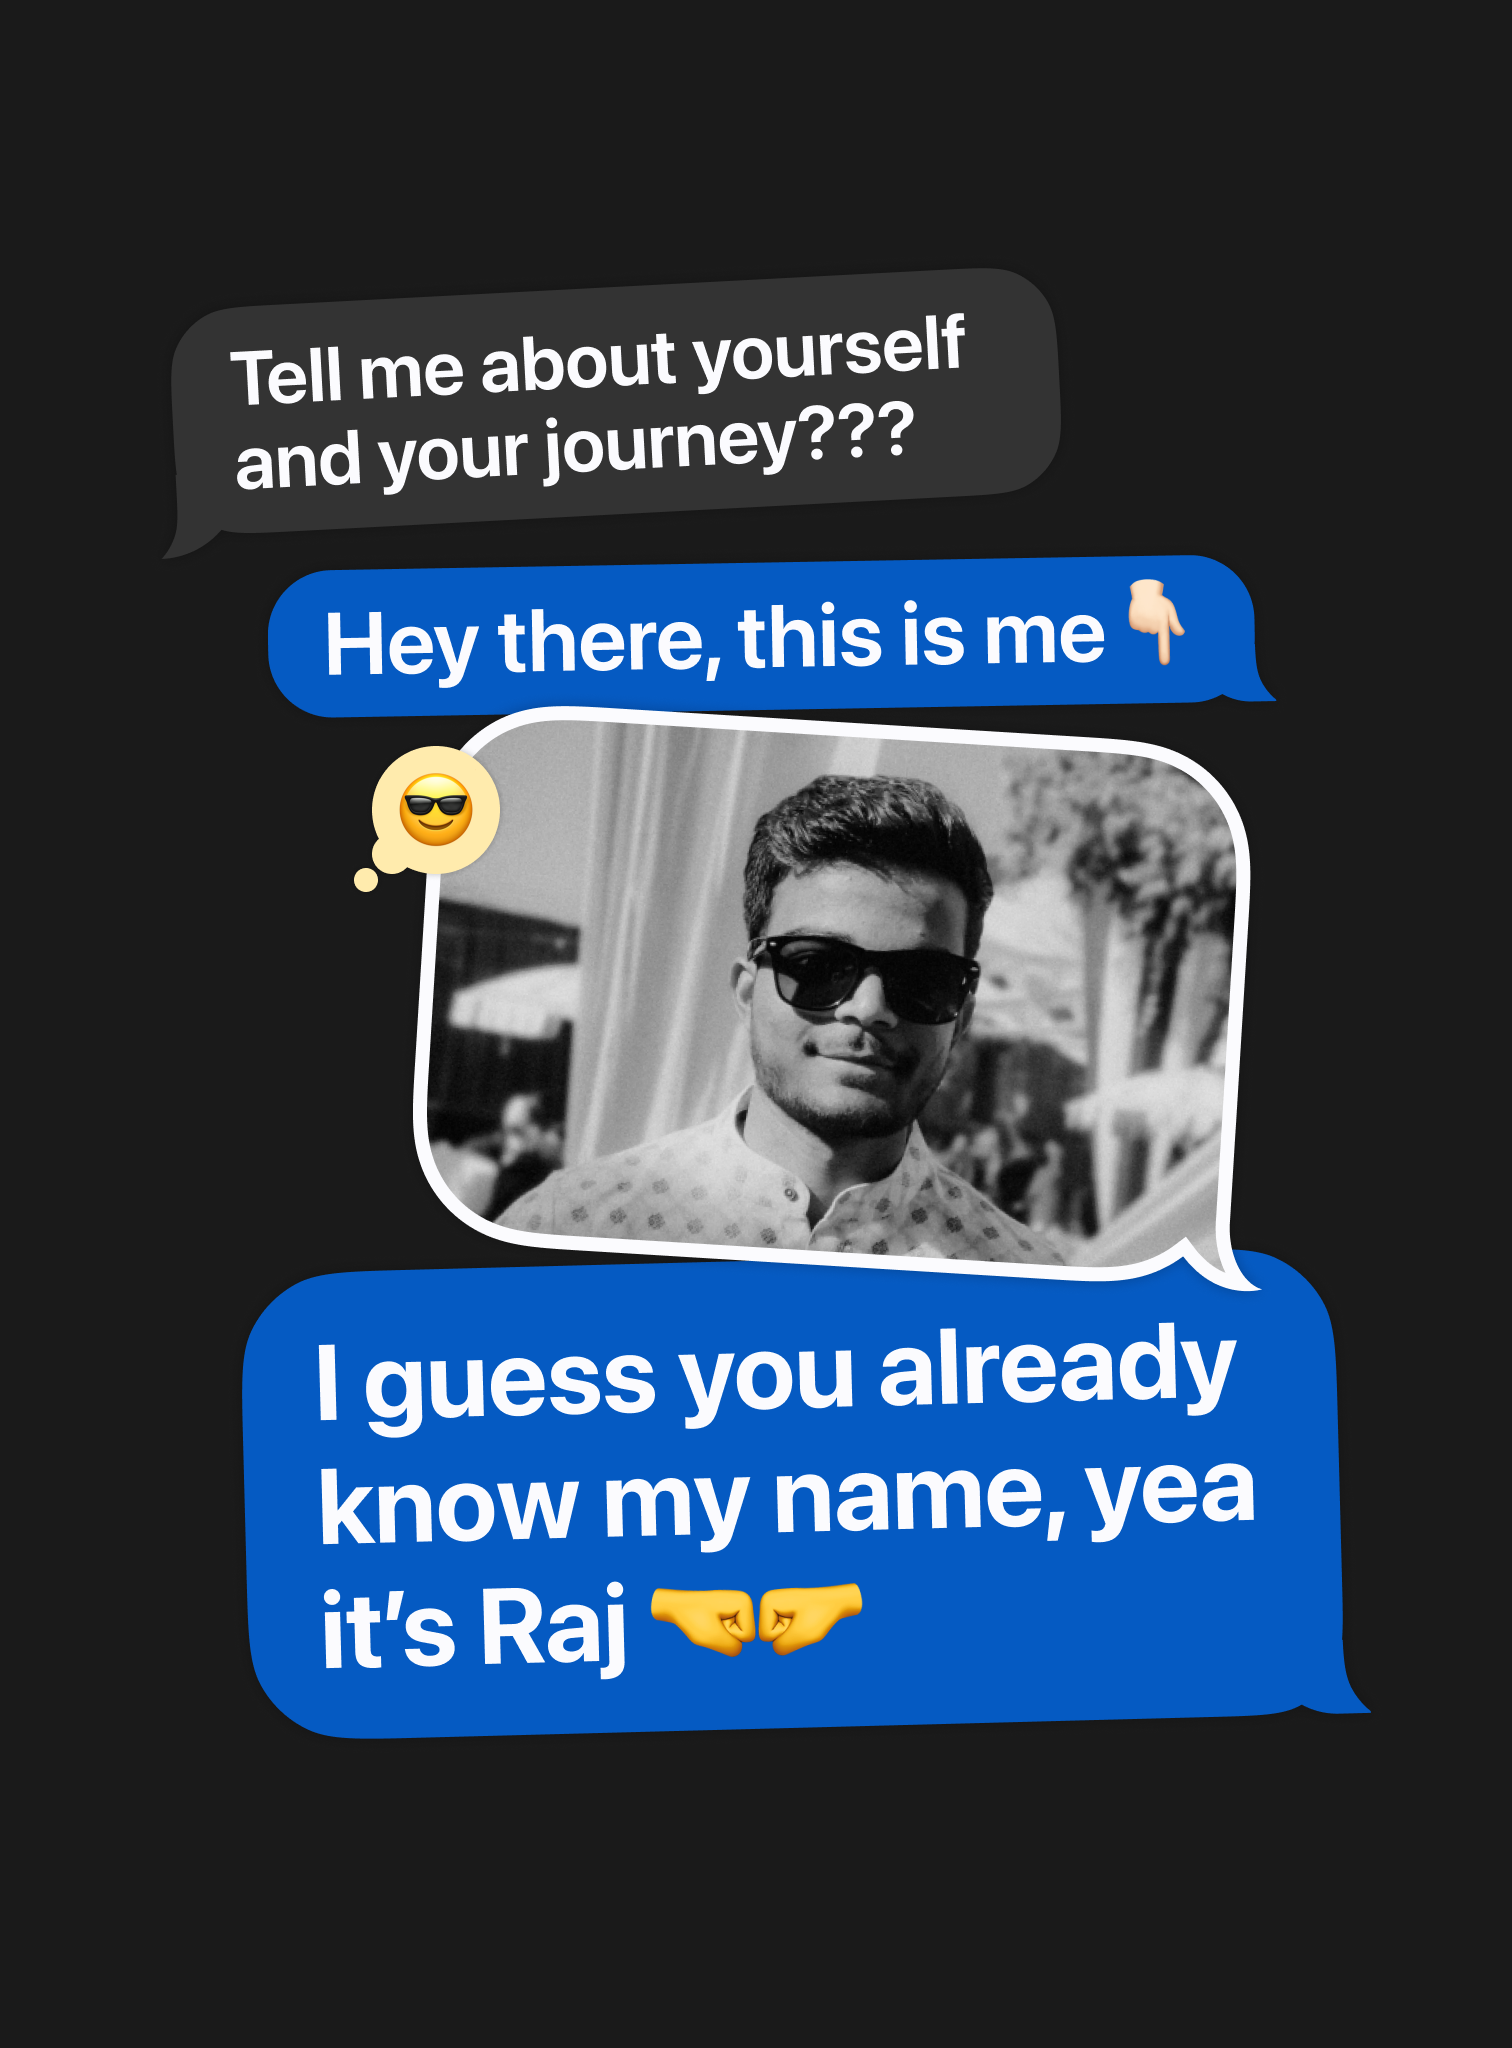 Tell me about yourself
and your journey???
Hey there, this is me 👇🏻
😎
I guess you already
know my name, yea
it’s Raj 🤜🤛